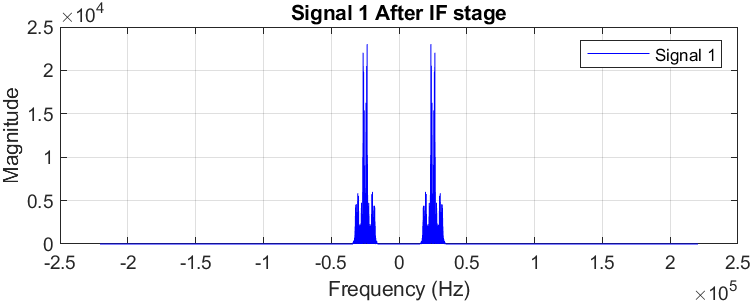 Signal 1 After IF stage
×10⁴
2.5
2
1.5
1
0.5
0
Magnitude
Signal 1
-2.5 -2 -1.5 -1 -0.5 0 0.5 1 1.5 2 2.5
Frequency (Hz)
×10⁵